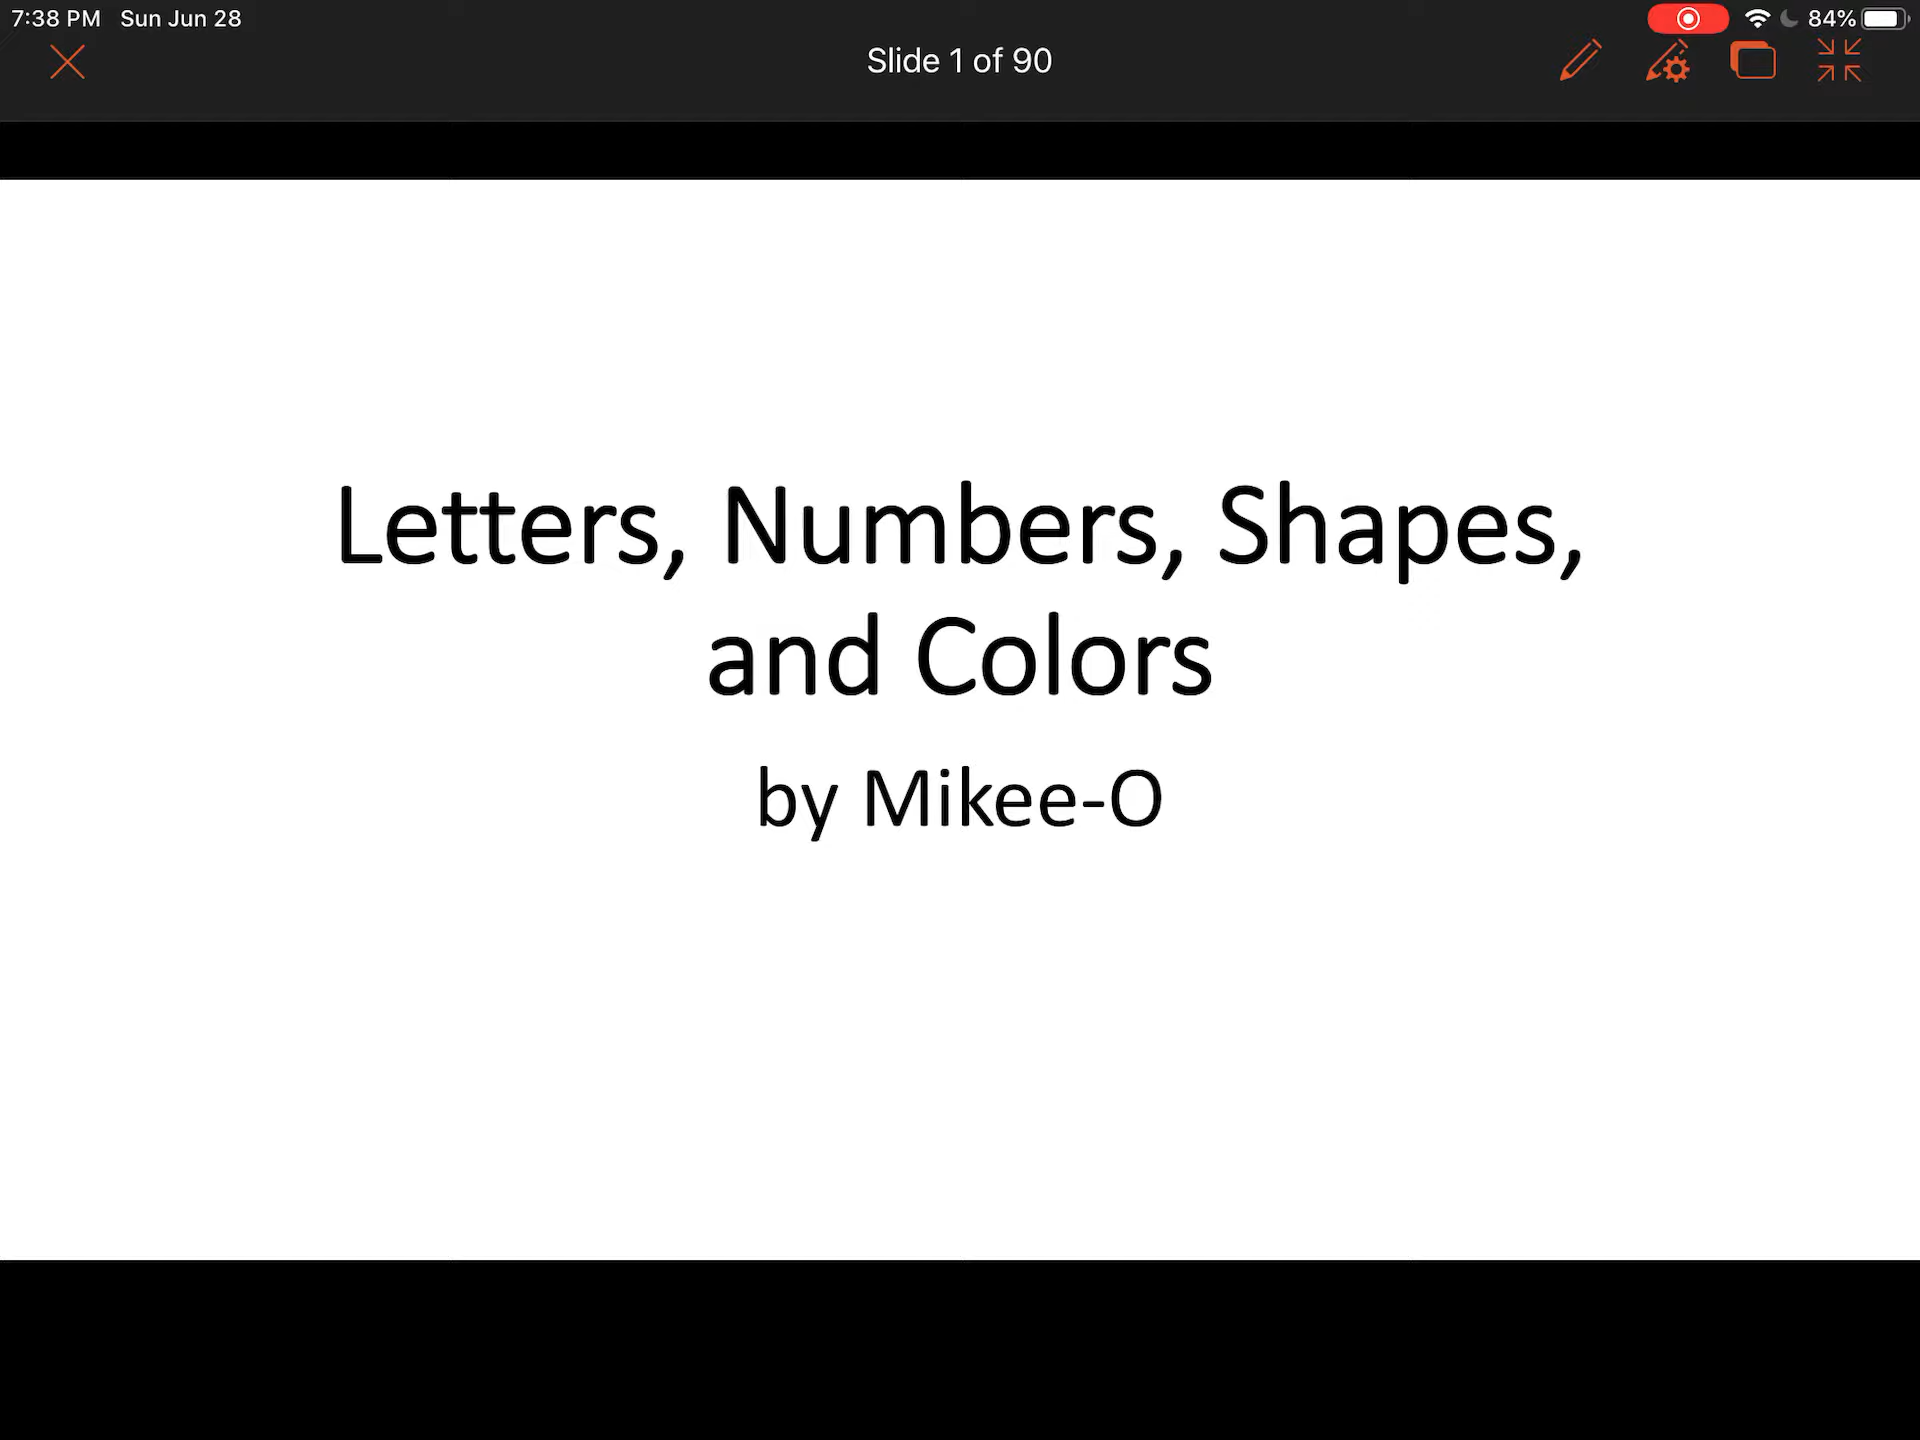 7:38 PM Sun Jun 28
84%
Slide 1 of 90
Letters, Numbers, Shapes,
and Colors
by Mikee-O